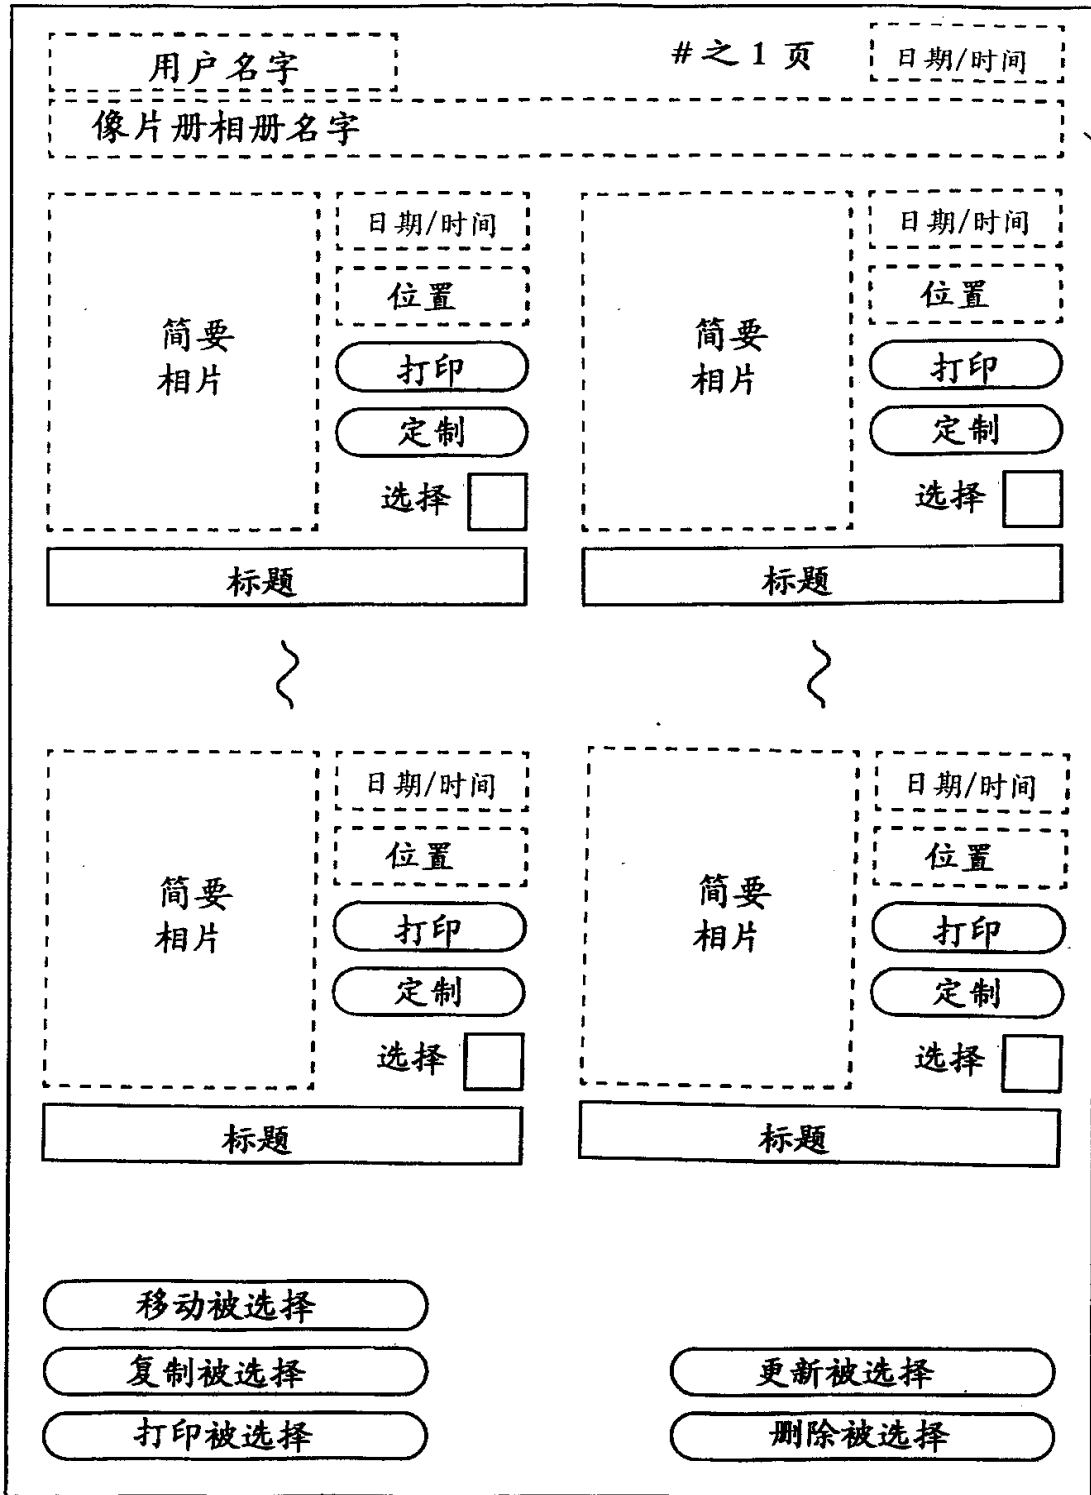 用户名字
#之1页
日期/时间
像片册相册名字
简要
相片
日期/时间
位置
打印
定制
选择
标题
简要
相片
日期/时间
位置
打印
定制
选择
标题
简要
相片
日期/时间
位置
打印
定制
选择
标题
简要
相片
日期/时间
位置
打印
定制
选择
标题
移动被选择
复制被选择
打印被选择
更新被选择
删除被选择